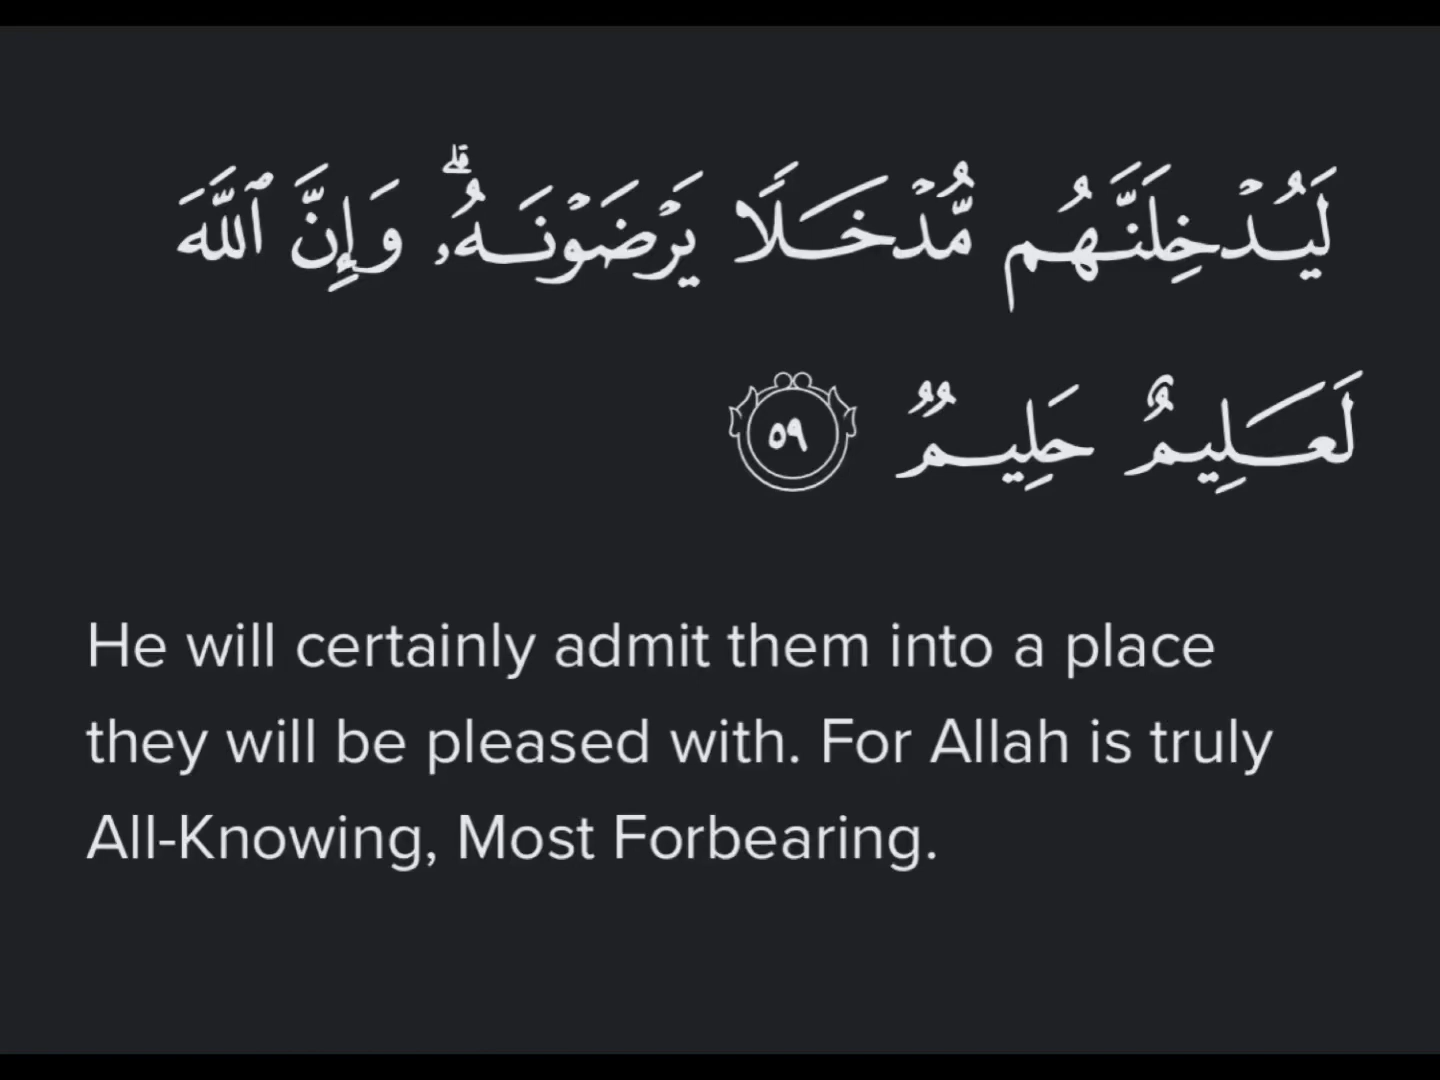 لَيُدْخِلَنَّهُم مُّدْخَلًا يَرْضَوْنَهُۥ ۗ وَإِنَّ ٱللَّهَ
لَعَلِيمٌ حَلِيمٌ ٥٩
He will certainly admit them into a place
they will be pleased with. For Allah is truly
All-Knowing, Most Forbearing.